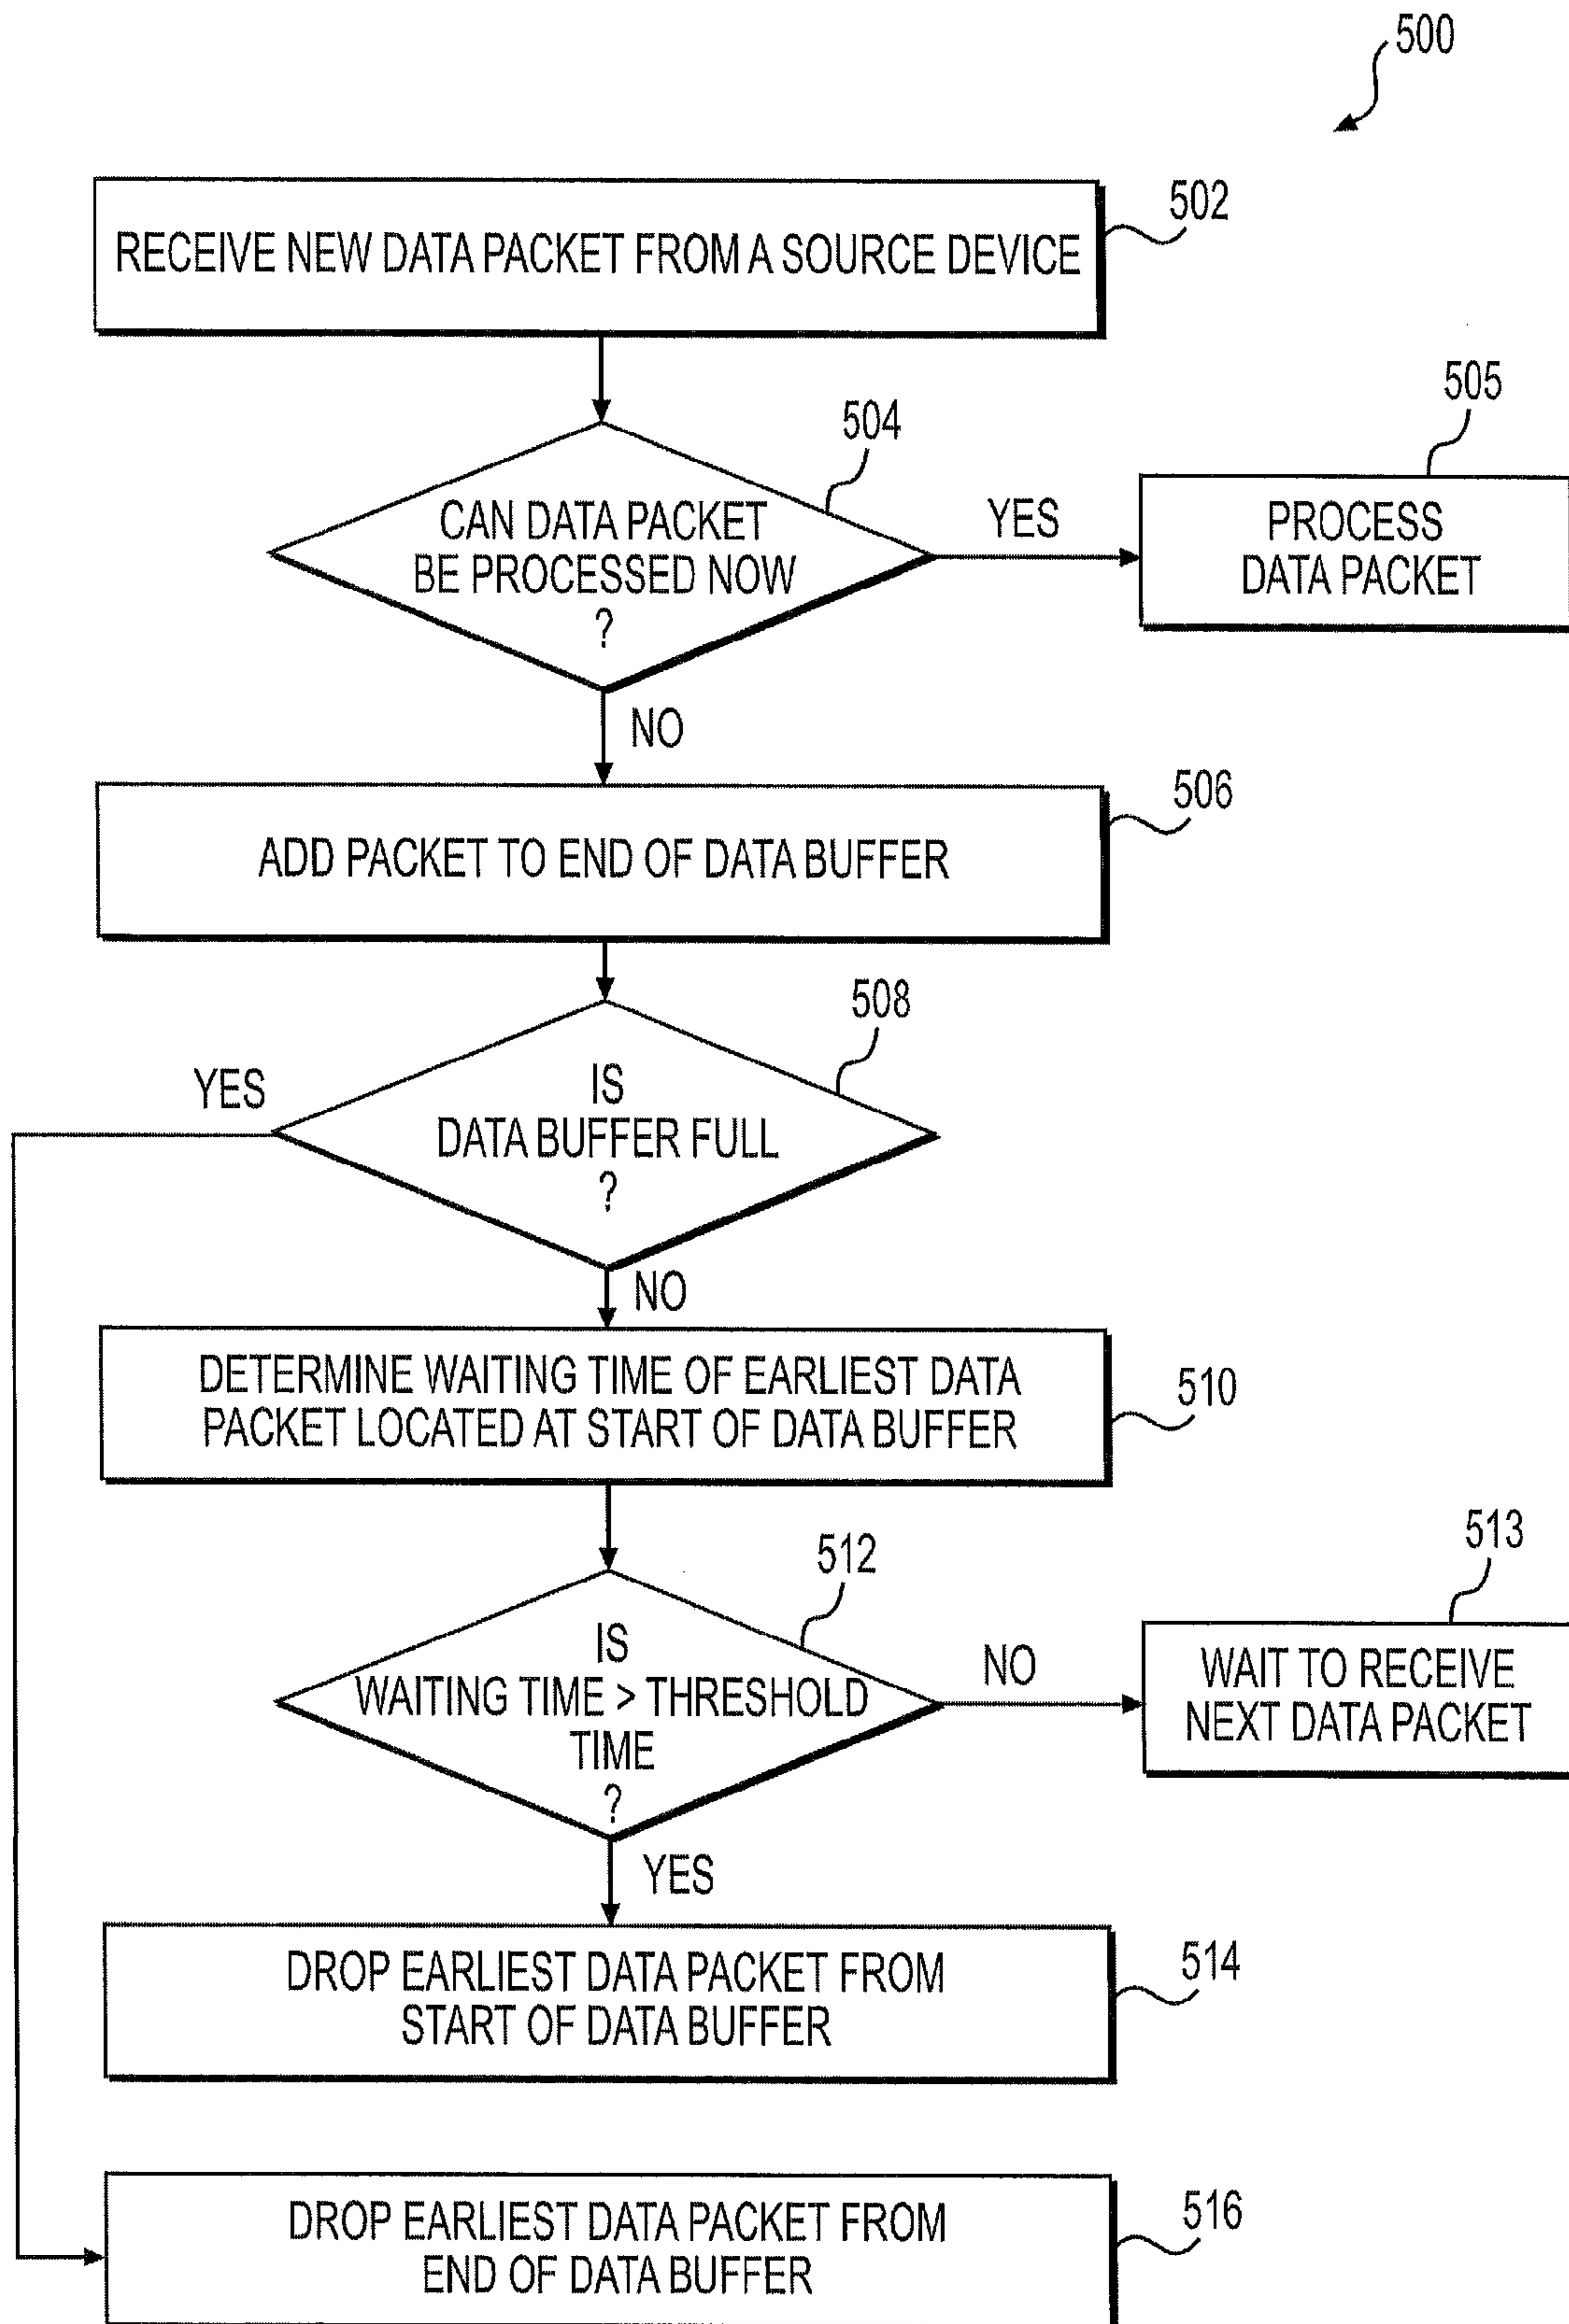 500
RECEIVE NEW DATA PACKET FROM A SOURCE DEVICE
502
504
CAN DATA PACKET
BE PROCESSED NOW
?
YES
505
PROCESS
DATA PACKET
NO
506
ADD PACKET TO END OF DATA BUFFER
508
YES
IS
DATA BUFFER FULL
?
NO
DETERMINE WAITING TIME OF EARLIEST DATA
PACKET LOCATED AT START OF DATA BUFFER
510
512
IS
WAITING TIME > THRESHOLD
TIME
?
NO
513
WAIT TO RECEIVE
NEXT DATA PACKET
YES
DROP EARLIEST DATA PACKET FROM
START OF DATA BUFFER
514
DROP EARLIEST DATA PACKET FROM
END OF DATA BUFFER
516